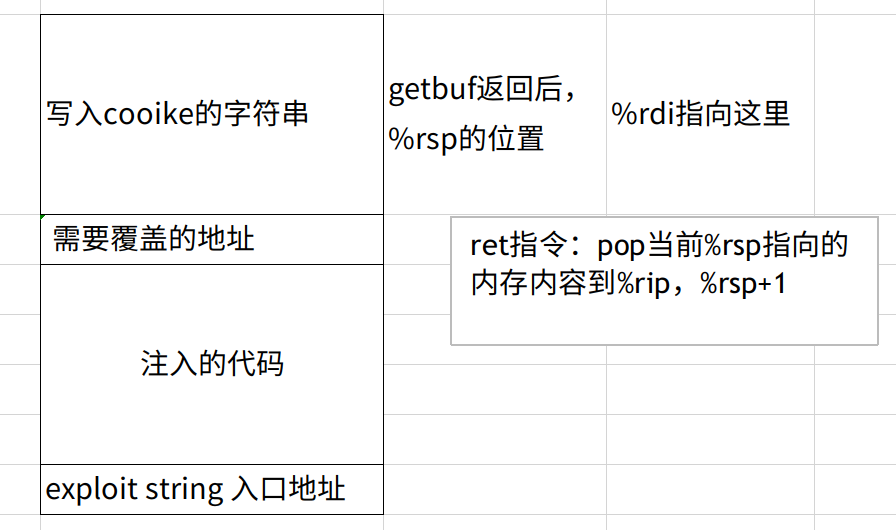 写入cooike的字符串
getbuf返回后，
%rsp的位置
%rdi指向这里
需要覆盖的地址
ret指令：pop当前%rsp指向的
内存内容到%rip，%rsp+1
注入的代码
exploit string 入口地址